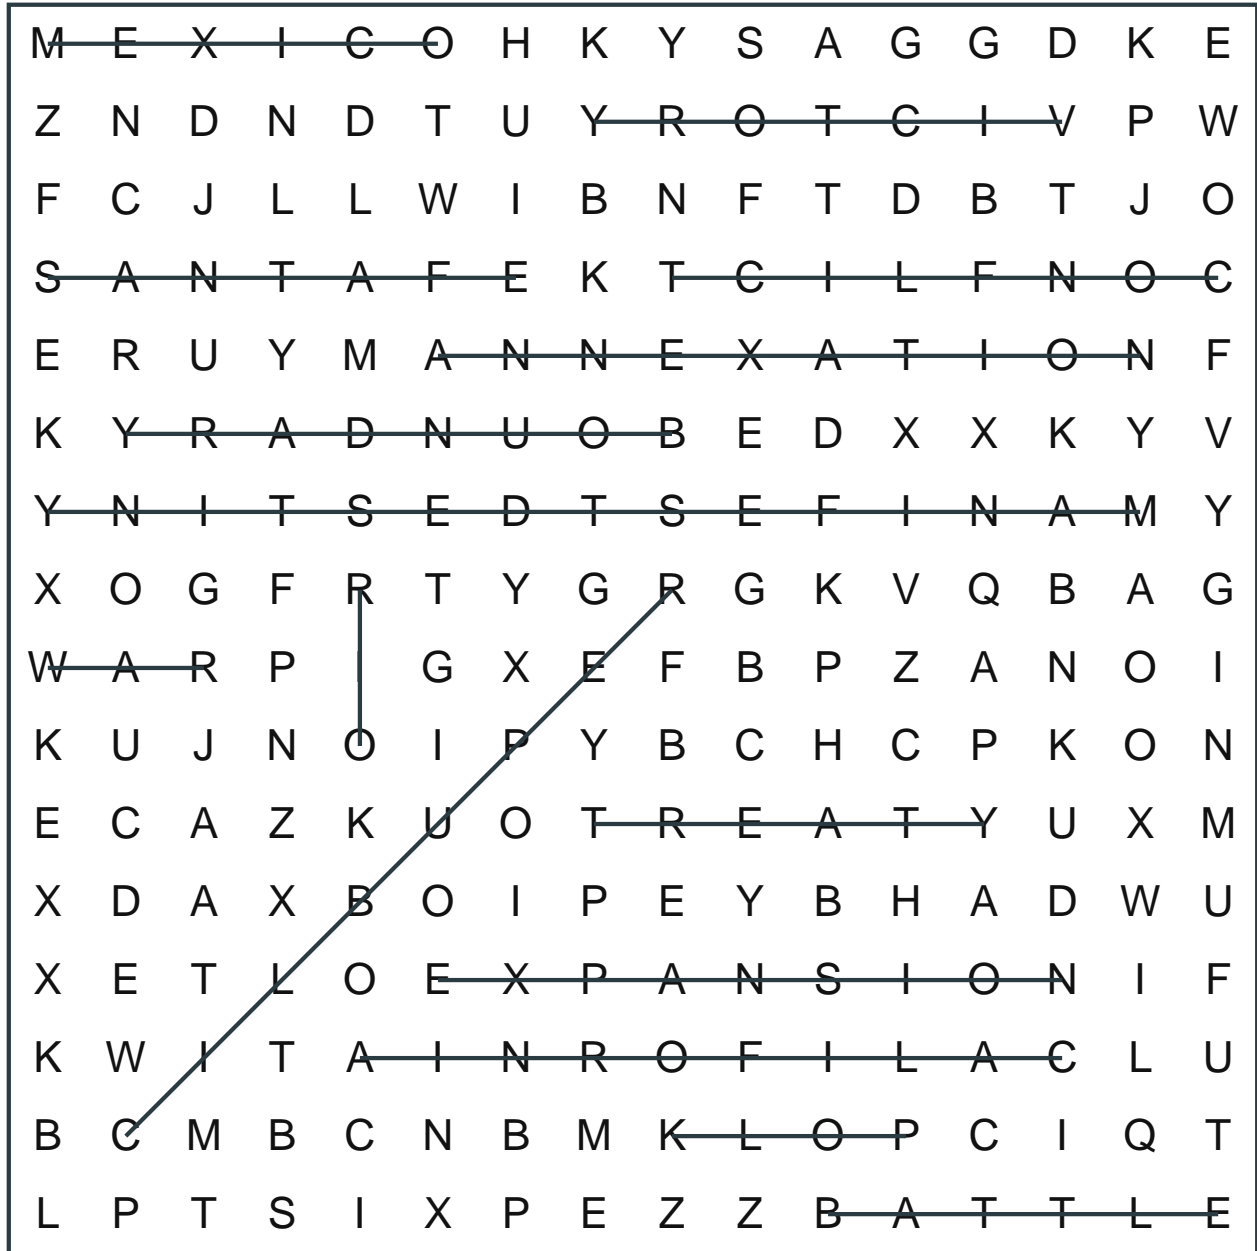 M E X I C O H K Y S A G G D K E
Z N D N D T U Y R O T C I V P W
F C J L L W I B N F T D B T J O
S A N T A F E K T C I L F N O C
E R U Y M A N N E X A T I O N F
K Y R A D N U O B E D X X K Y V
Y N I T S E D T S E F I N A M Y
X O G F R T Y G R G K V Q B A G
W A R P I G X E F B P Z A N O I
K U J N O I P Y B C H C P K O N
E C A Z K U O T R E A T Y U X M
X D A X B O I P E Y B H A D W U
X E T L O E X P A N S I O N I F
K W I T A I N R O F I L A C L U
B C M B C N B M K L O P C I Q T
L P T S I X P E Z Z B A T T L E